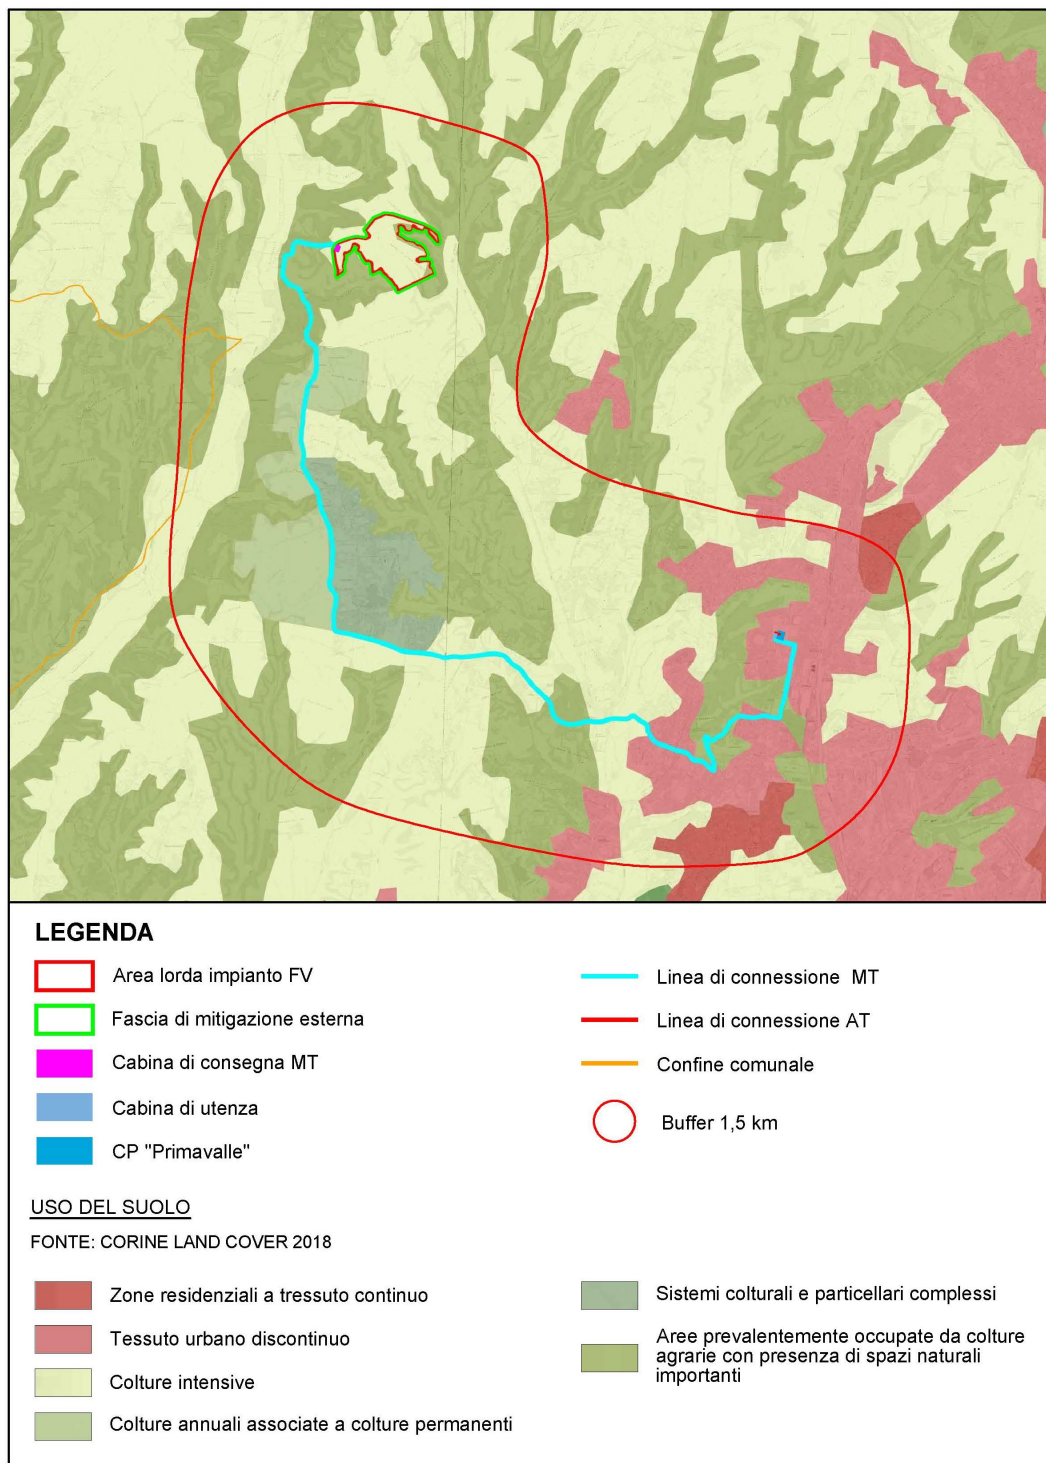 LEGENDA
Area lorda impianto FV
Fascia di mitigazione esterna
Cabina di consegna MT
Cabina di utenza
CP "Primavalle"
Linea di connessione MT
Linea di connessione AT
Confine comunale
Buffer 1,5 km
USO DEL SUOLO
FONTE: CORINE LAND COVER 2018
Zone residenziali a tressuto continuo
Tessuto urbano discontinuo
Colture intensive
Colture annuali associate a colture permanenti
Sistemi colturali e particellari complessi
Aree prevalentemente occupate da colture
agrarie con presenza di spazi naturali
importanti